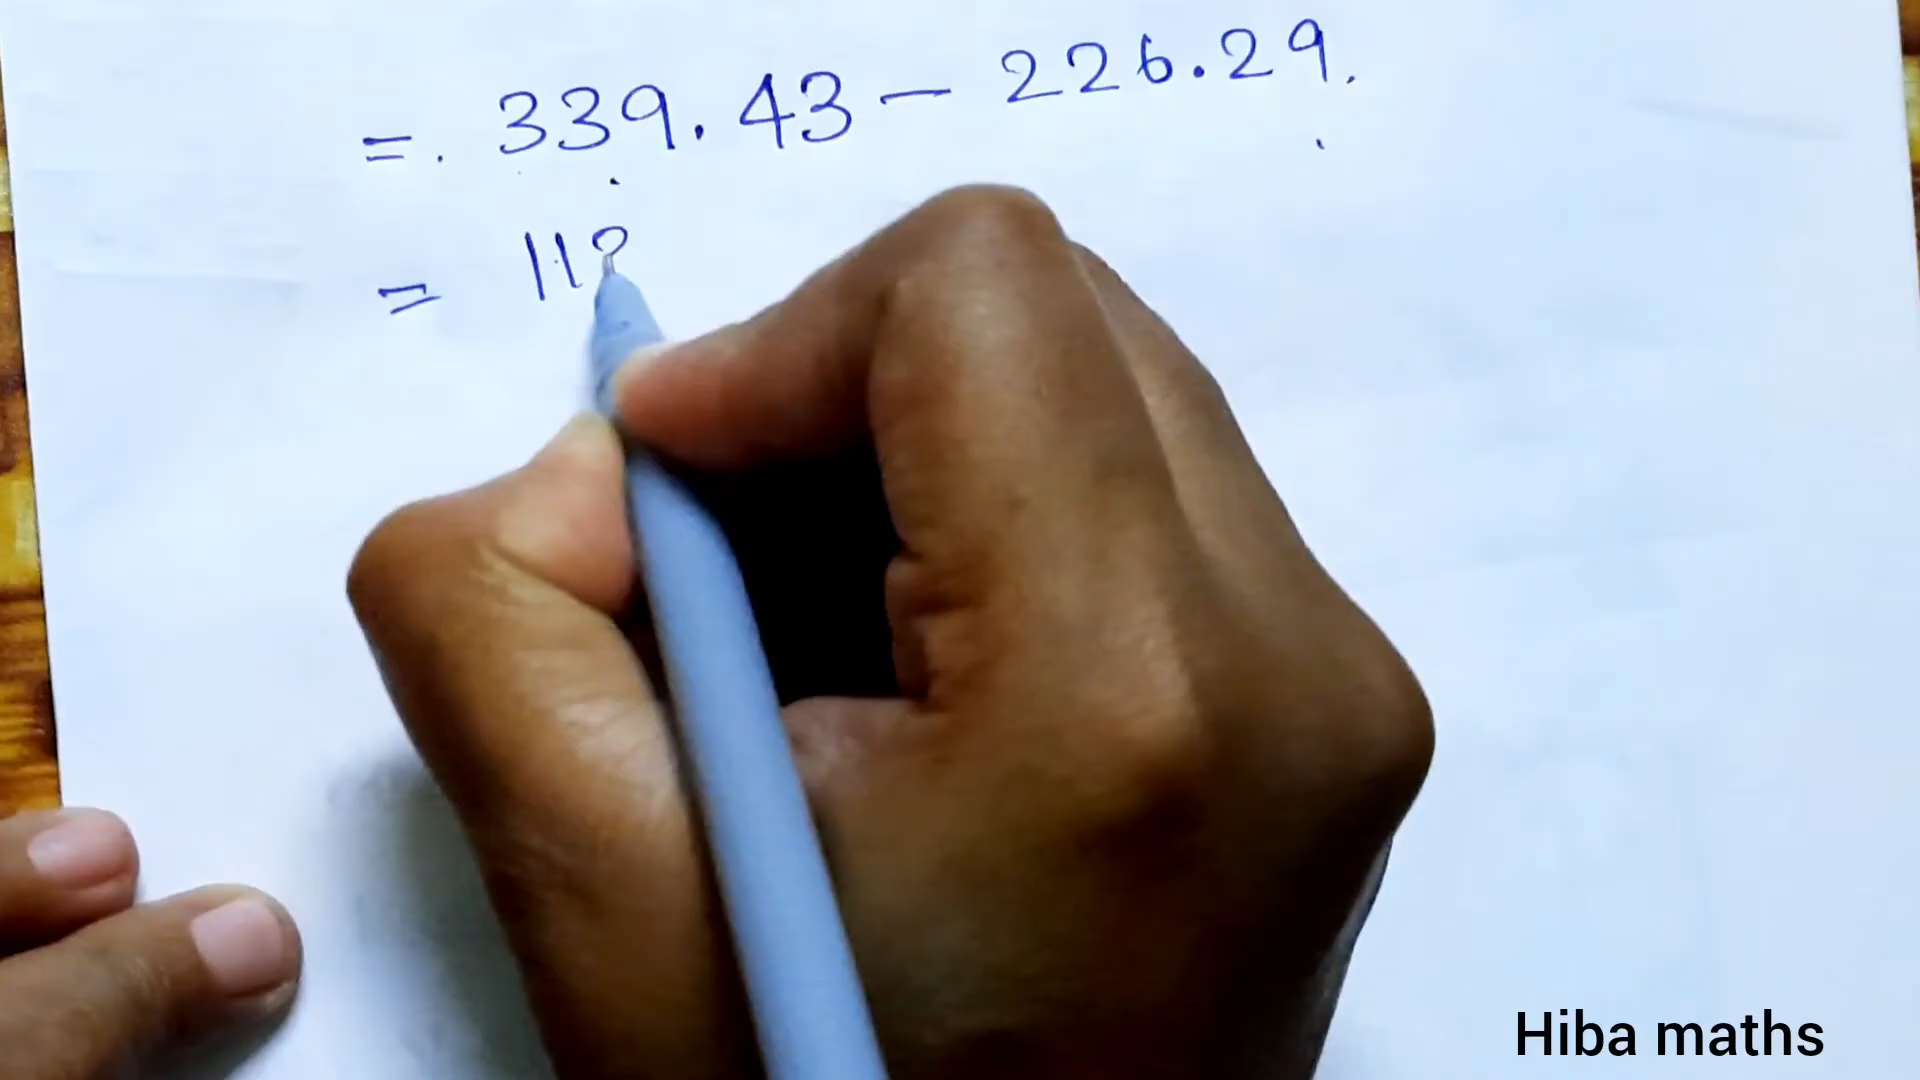 =. 339.43 - 226.29.
= 11
Hiba maths